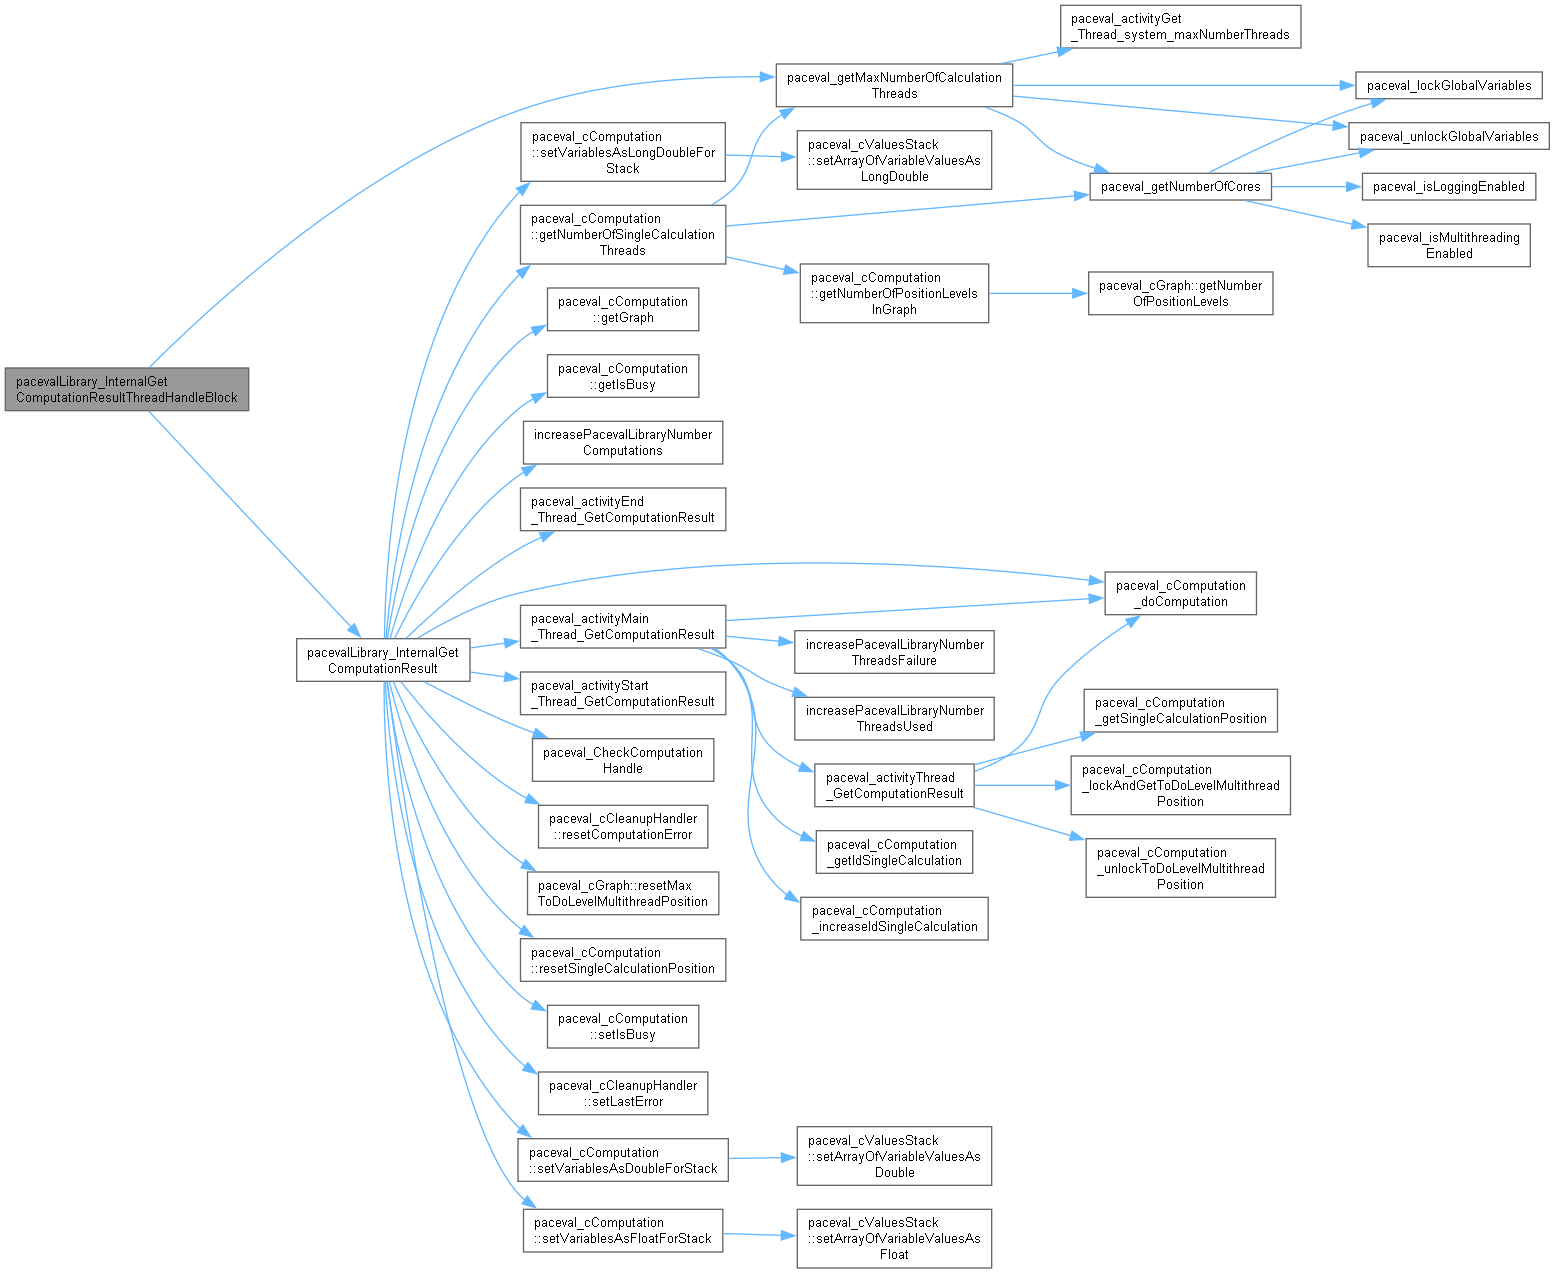 pacevalLibrary_InternalGet
ComputationResultThreadHandleBlock
paceval_getMaxNumberOfCalculation
Threads
paceval_activityGet
_Thread_system_maxNumberThreads
paceval_lockGlobalVariables
paceval_unlockGlobalVariables
paceval_getNumberOfCores
paceval_isLoggingEnabled
paceval_isMultithreading
Enabled
pacevalLibrary_InternalGet
ComputationResult
paceval_cComputation
::setVariablesAsLongDoubleFor
Stack
paceval_cValuesStack
::setArrayOfVariableValuesAs
LongDouble
paceval_cComputation
::getNumberOfSingleCalculation
Threads
paceval_cComputation
::getNumberOfPositionLevels
InGraph
paceval_cGraph::getNumber
OfPositionLevels
paceval_cComputation
::getGraph
paceval_cComputation
::getIsBusy
increasePacevalLibraryNumber
Computations
paceval_activityEnd
_Thread_GetComputationResult
paceval_cComputation
_doComputation
paceval_activityMain
_Thread_GetComputationResult
increasePacevalLibraryNumber
ThreadsFailure
increasePacevalLibraryNumber
ThreadsUsed
paceval_activityThread
_GetComputationResult
paceval_cComputation
_getSingleCalculationPosition
paceval_cComputation
_lockAndGetToDoLevelMultithread
Position
paceval_cComputation
_unlockToDoLevelMultithread
Position
paceval_cComputation
_getIdSingleCalculation
paceval_cComputation
_increaseIdSingleCalculation
paceval_activityStart
_Thread_GetComputationResult
paceval_CheckComputation
Handle
paceval_cCleanupHandler
::resetComputationError
paceval_cGraph::resetMax
ToDoLevelMultithreadPosition
paceval_cComputation
::resetSingleCalculationPosition
paceval_cComputation
::setIsBusy
paceval_cCleanupHandler
::setLastError
paceval_cComputation
::setVariablesAsDoubleForStack
paceval_cValuesStack
::setArrayOfVariableValuesAs
Double
paceval_cComputation
::setVariablesAsFloatForStack
paceval_cValuesStack
::setArrayOfVariableValuesAs
Float